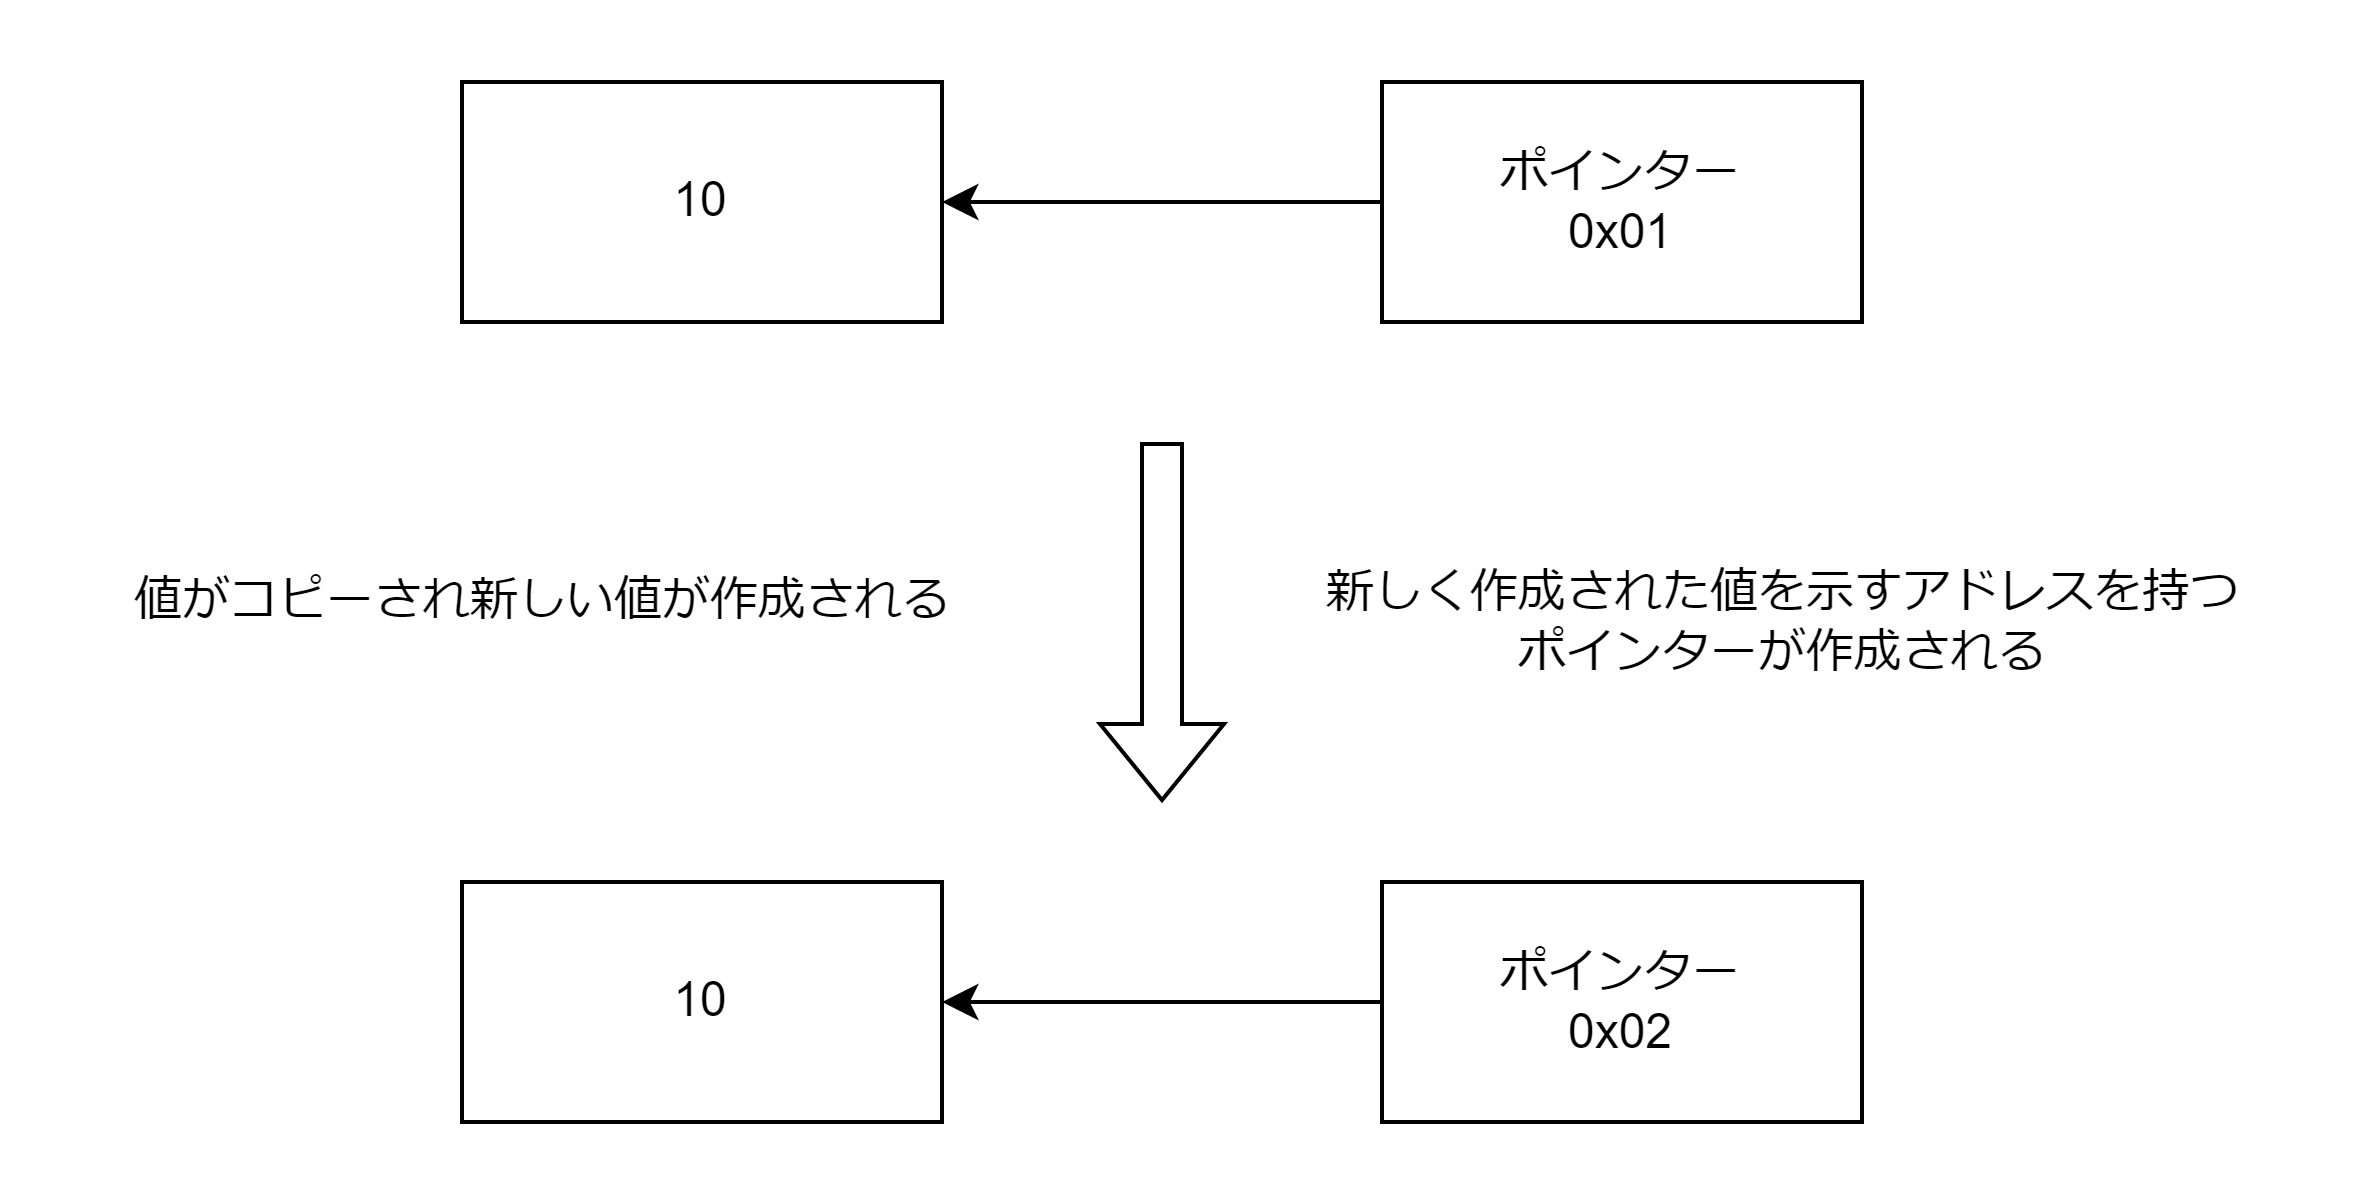 10
ポインター
0x01
値がコピーされ新しい値が作成される
新しく作成された値を示すアドレスを持つ
ポインターが作成される
10
ポインター
0x02